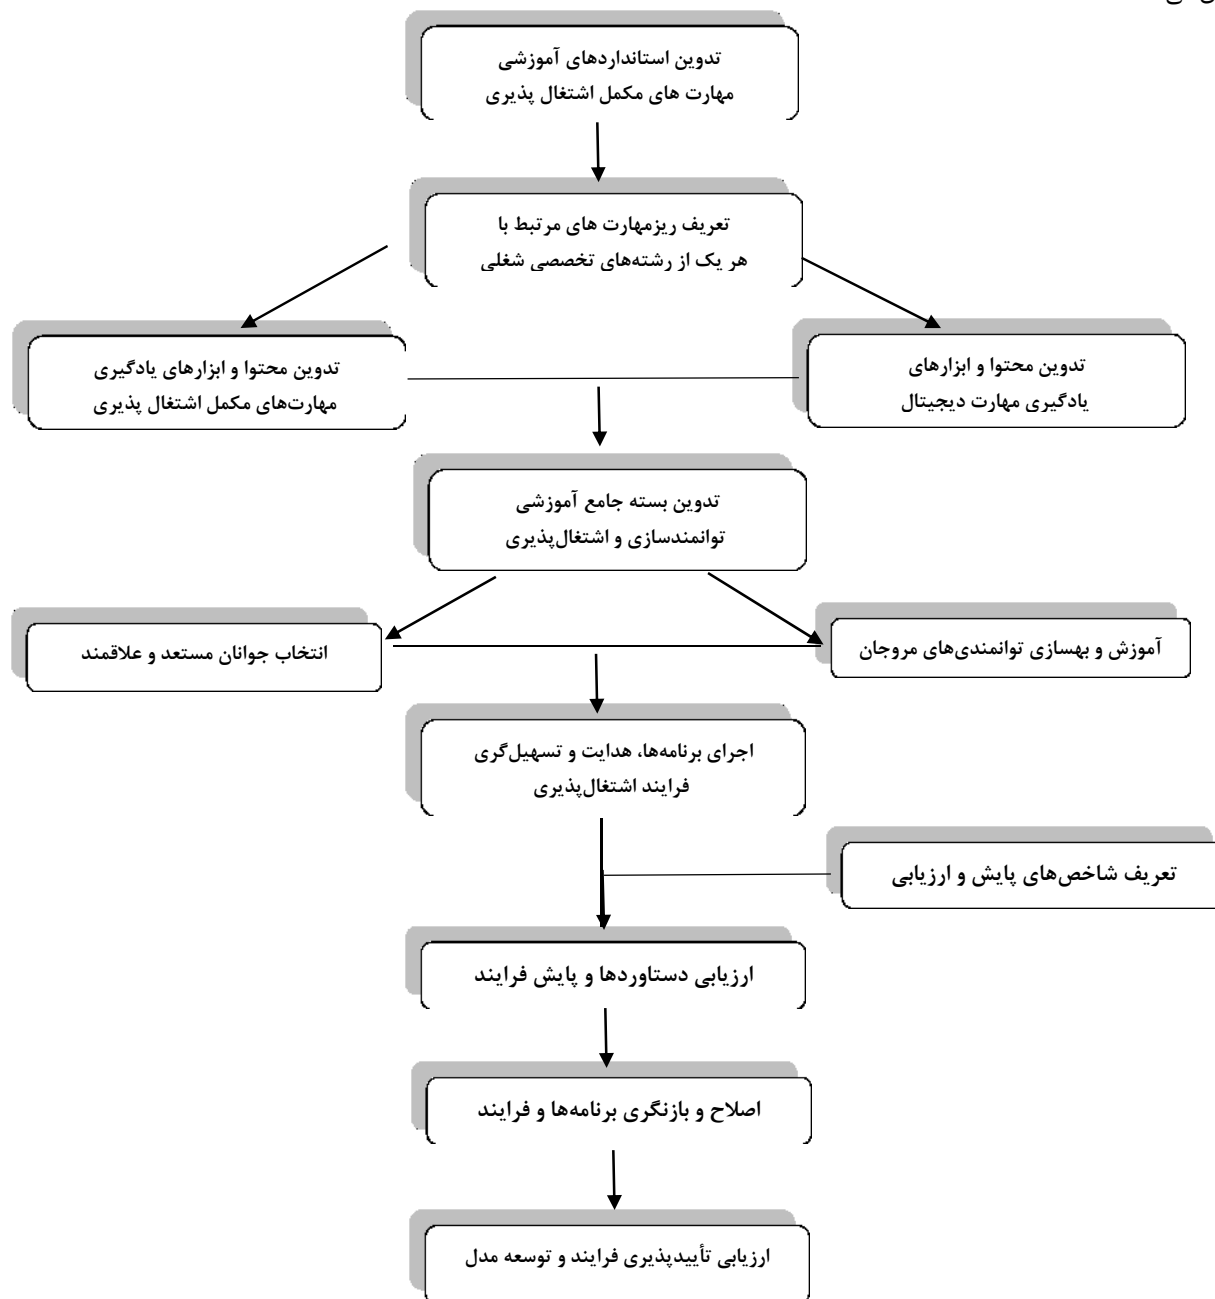 تدوین استانداردهای آموزشی
مهارت های مکمل اشتغال پذیری
تعریف ریزمهارت های مرتبط با
هر یک از رشته‌های تخصصی شغلی
تدوین محتوا و ابزارهای
یادگیری مهارت دیجیتال
تدوین محتوا و ابزارهای یادگیری
مهارت‌های مکمل اشتغال پذیری
تدوین بسته جامع آموزشی
توانمندسازی و اشتغال‌پذیری
آموزش و بهسازی توانمندی‌های مروجان
انتخاب جوانان مستعد و علاقمند
اجرای برنامه‌ها، هدایت و تسهیل‌گری
فرایند اشتغال‌پذیری
تعریف شاخص‌های پایش و ارزیابی
ارزیابی دستاوردها و پایش فرایند
اصلاح و بازنگری برنامه‌ها و فرایند
ارزیابی تأییدپذیری فرایند و توسعه مدل